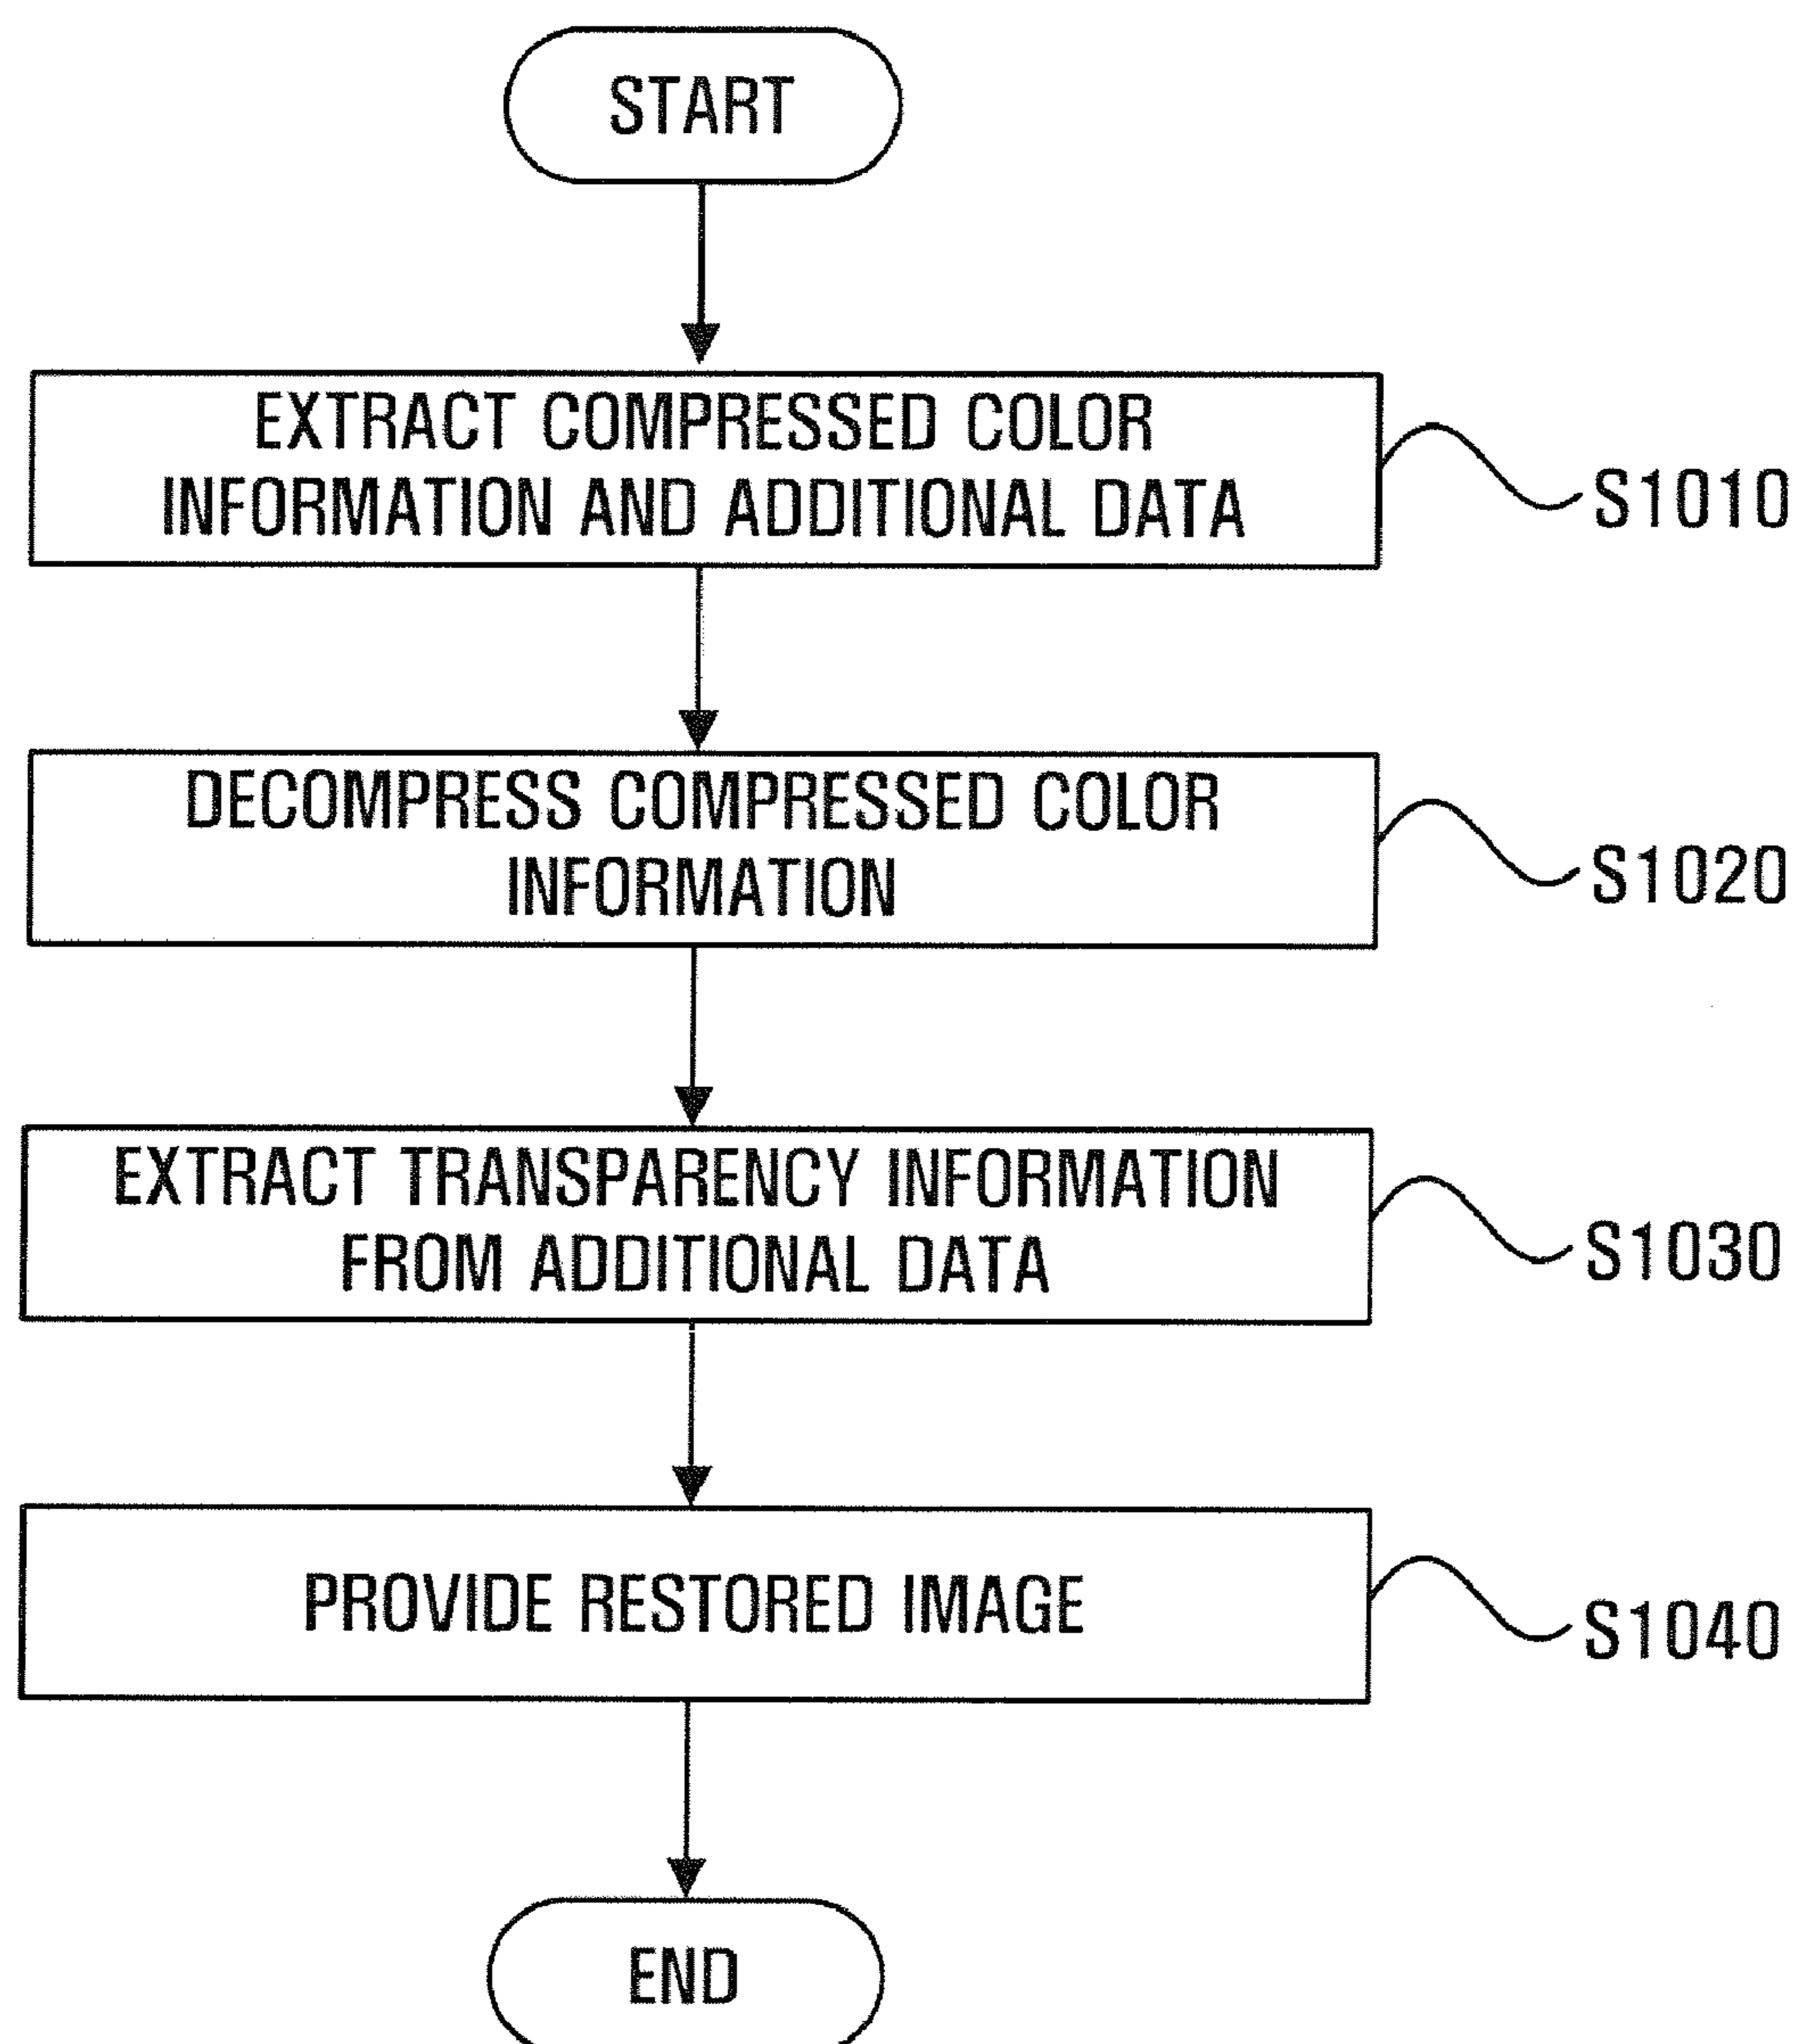 START
EXTRACT COMPRESSED COLOR
INFORMATION AND ADDITIONAL DATA
S1010
DECOMPRESS COMPRESSED COLOR
INFORMATION
S1020
EXTRACT TRANSPARENCY INFORMATION
FROM ADDITIONAL DATA
S1030
PROVIDE RESTORED IMAGE
S1040
END